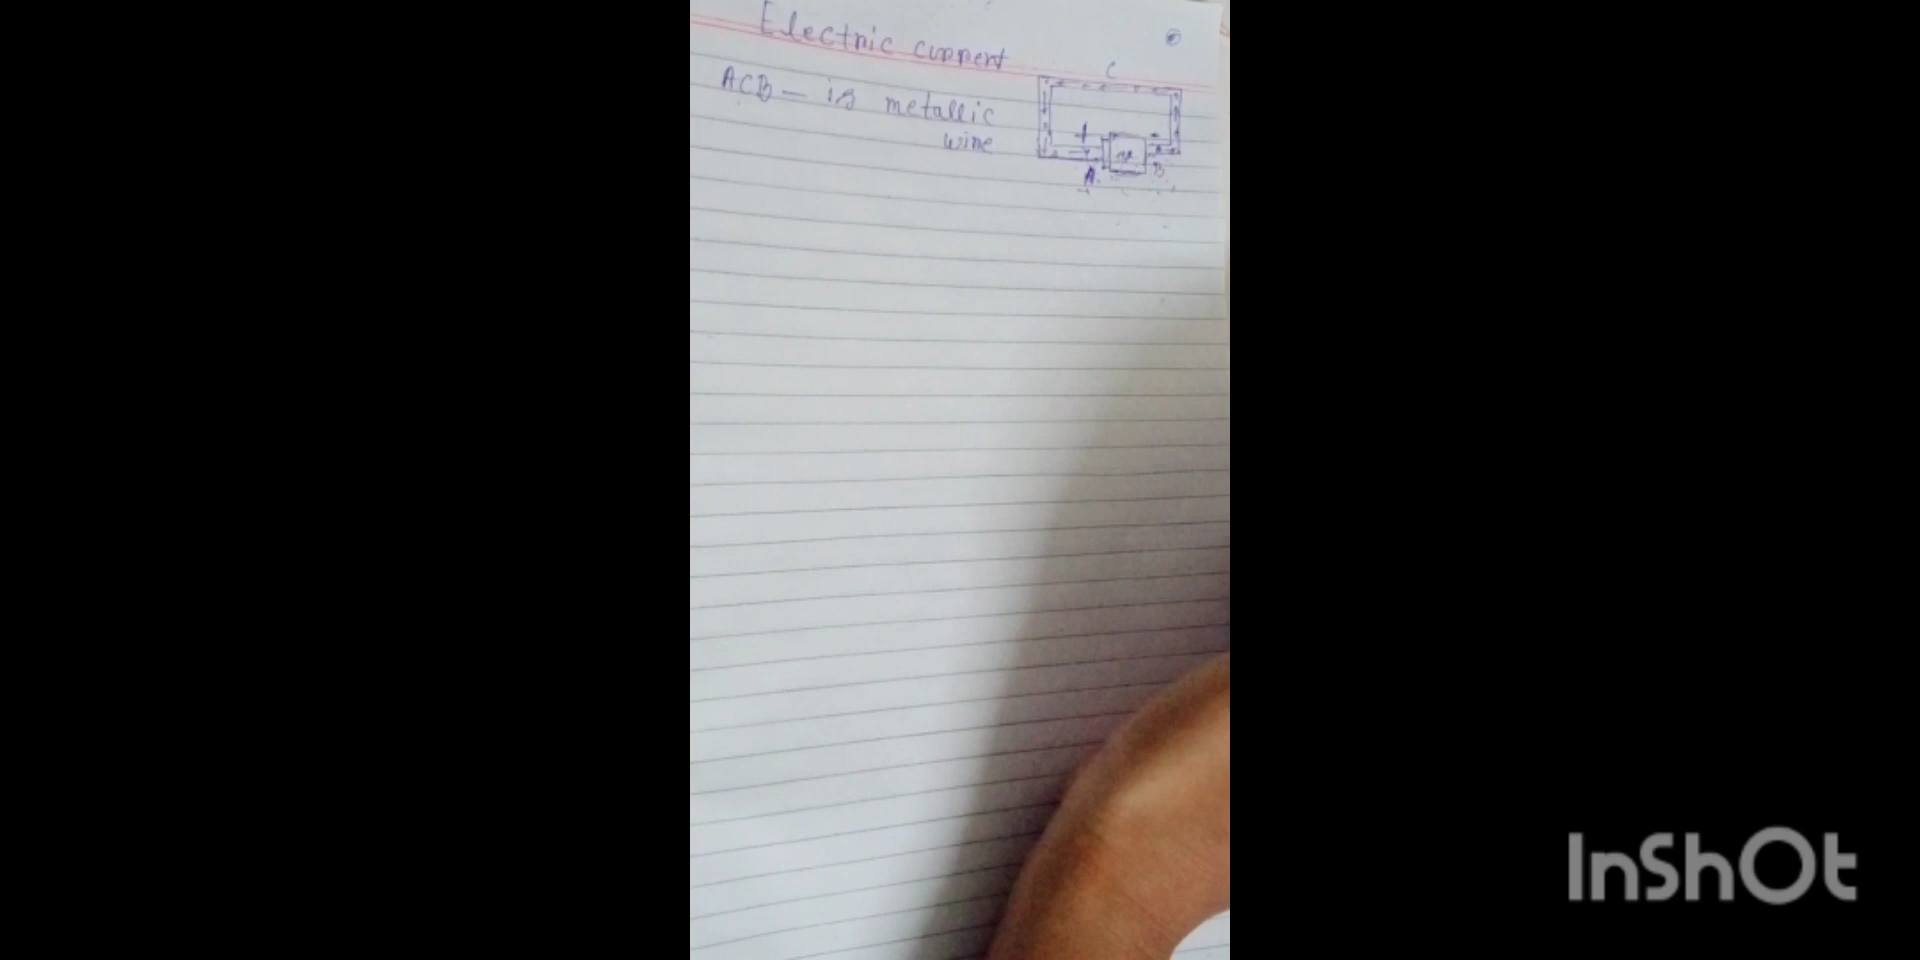 Electric current
C
ACB - is metallic
wire
A
B
InShOt